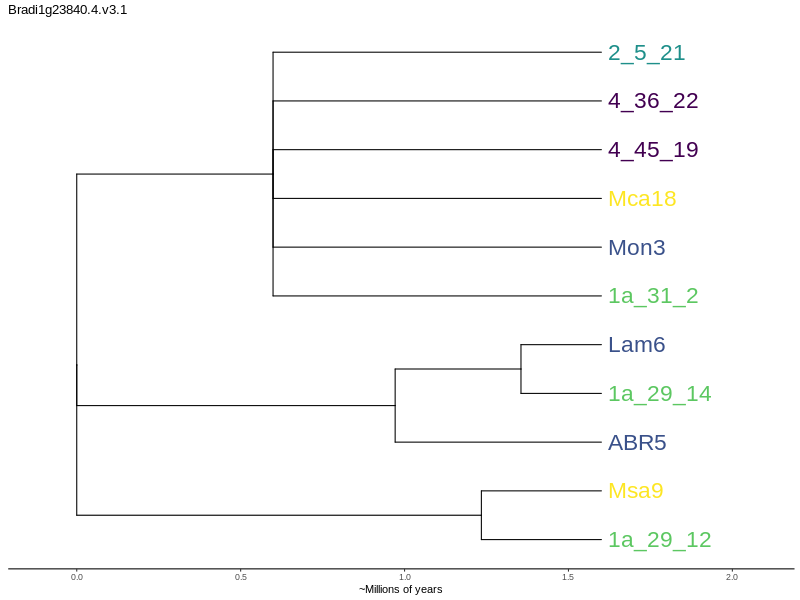 Bradi1g23840.4.v3.1
2_5_21
4_36_22
4_45_19
Mca18
Mon3
1a_31_2
Lam6
1a_29_14
ABR5
Msa9
1a_29_12
0.0 0.5 1.0 1.5 2.0
~Millions of years